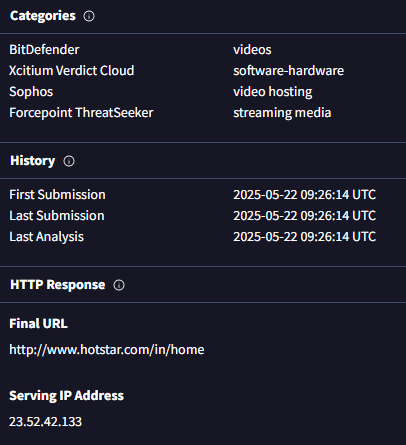 Categories
BitDefender videos
Xcitium Verdict Cloud software-hardware
Sophos video hosting
Forcepoint ThreatSeeker streaming media
History
First Submission 2025-05-22 09:26:14 UTC
Last Submission 2025-05-22 09:26:14 UTC
Last Analysis 2025-05-22 09:26:14 UTC
HTTP Response
Final URL
http://www.hotstar.com/in/home
Serving IP Address
23.52.42.133